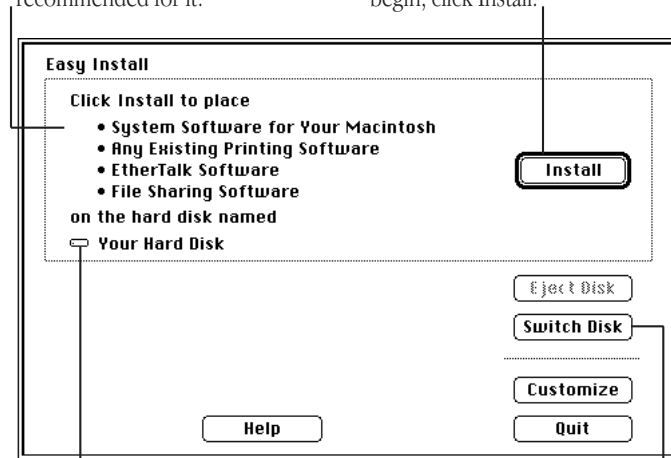 recommended for it.
begin, click Install.
Easy Install
Click Install to place
• System Software for Your Macintosh
• Any Existing Printing Software
• EtherTalk Software
• File Sharing Software
on the hard disk named
Your Hard Disk
Install
Eject Disk
Switch Disk
Customize
Help
Quit